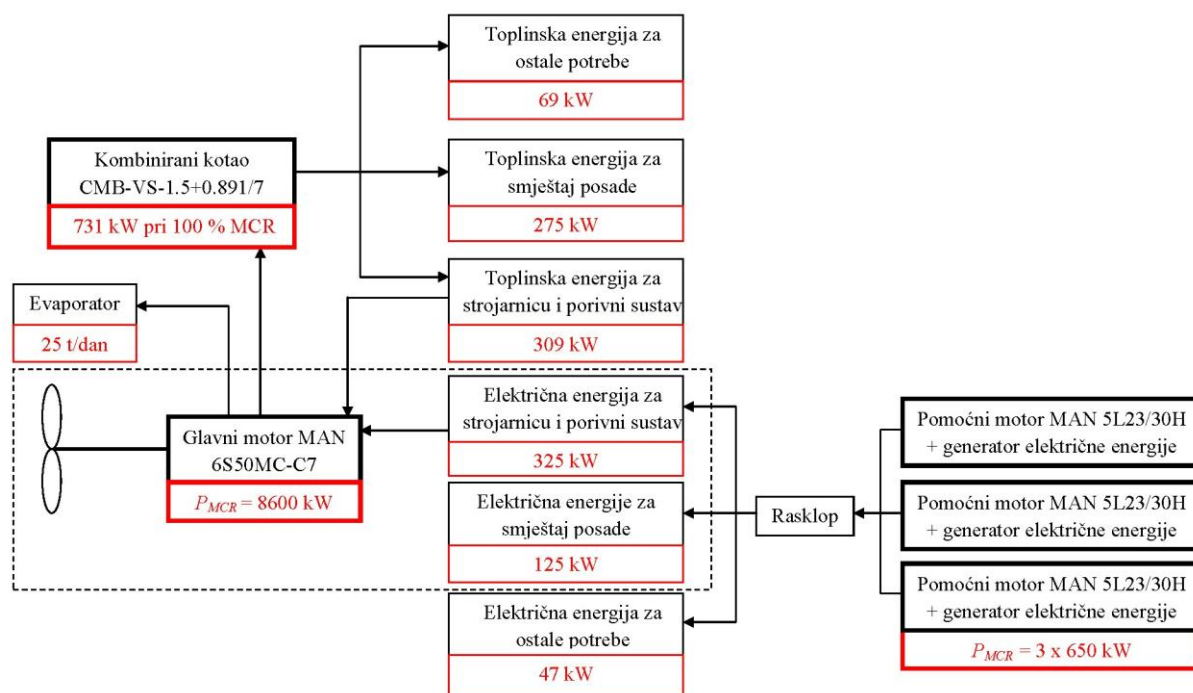 Toplinska energija za
ostale potrebe
69 kW
Kombinirani kotao
CMB-VS-1.5+0.891/7
731 kW pri 100 % MCR
Toplinska energija za
smještaj posade
275 kW
Toplinska energija za
strojarnicu i porivni sustav
309 kW
Evaporator
25 t/dan
Električna energija za
strojarnicu i porivni sustav
325 kW
Glavni motor MAN
6S50MC-C7
PMCR = 8600 kW
Električna energije za
smještaj posade
125 kW
Električna energija za
ostale potrebe
47 kW
Rasklop
Pomoćni motor MAN 5L23/30H
+ generator električne energije
Pomoćni motor MAN 5L23/30H
+ generator električne energije
Pomoćni motor MAN 5L23/30H
+ generator električne energije
PMCR = 3 x 650 kW